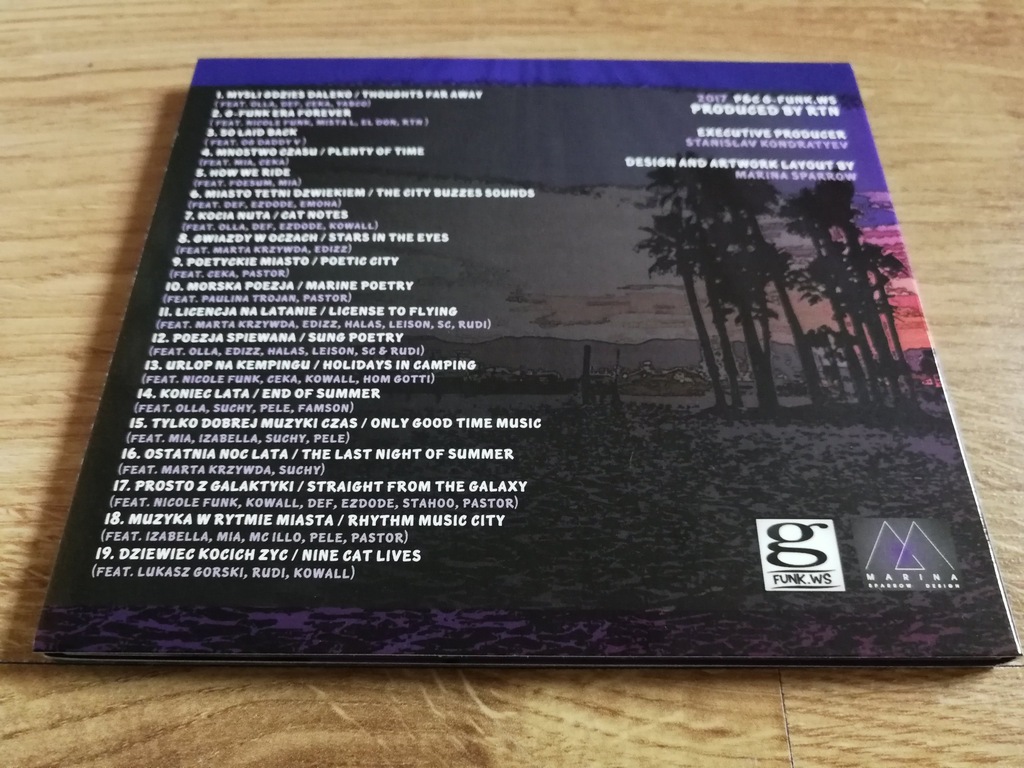 1. MYSLI GDZIES DALEKO / THOUGHTS FAR AWAY
(FEAT. OLLA, DEF, CEKA, YABCO)
2. G-FUNK ERA FOREVER
(FEAT. NICOLE FUNK, MISTA L, EL DON, RTN)
3. SO LAID BACK
(FEAT. OG DADDY V)
4. MNOSTWO CZASU / PLENTY OF TIME
(FEAT. MIA, CEKA)
5. HOW WE RIDE
(FEAT. FOESUM, MIA)
6. MIASTO TETNI DZWIEKIEM / THE CITY BUZZES SOUNDS
(FEAT. DEF, EZDODE, EMONA)
7. KOCIA NUTA / CAT NOTES
(FEAT. OLLA, DEF, EZDODE, KOWALL)
8. GWIAZDY W OCZACH / STARS IN THE EYES
(FEAT. MARTA KRZYWDA, EDIZZ)
9. POETYCKIE MIASTO / POETIC CITY
(FEAT. CEKA, PASTOR)
10. MORSKA POEZJA / MARINE POETRY
(FEAT. PAULINA TROJAN, PASTOR)
11. LICENCJA NA LATANIE / LICENSE TO FLYING
(FEAT. MARTA KRZYWDA, EDIZZ, HALAS, LEISON, SC, RUDI)
12. POEZJA SPIEWANA / SUNG POETRY
(FEAT. OLLA, EDIZZ, HALAS, LEISON, SC & RUDI)
13. URLOP NA KEMPINGU / HOLIDAYS IN CAMPING
(FEAT. NICOLE FUNK, CEKA, KOWALL, HOM GOTTI)
14. KONIEC LATA / END OF SUMMER
(FEAT. OLLA, SUCHY, PELE, FAMSON)
15. TYLKO DOBREJ MUZYKI CZAS / ONLY GOOD TIME MUSIC
(FEAT. MIA, IZABELLA, SUCHY, PELE)
16. OSTATNIA NOC LATA / THE LAST NIGHT OF SUMMER
(FEAT. MARTA KRZYWDA, SUCHY)
17. PROSTO Z GALAKTYKI / STRAIGHT FROM THE GALAXY
(FEAT. NICOLE FUNK, KOWALL, DEF, EZDODE, STAHOO, PASTOR)
18. MUZYKA W RYTMIE MIASTA / RHYTHM MUSIC CITY
(FEAT. IZABELLA, MIA, MC ILLO, PELE, PASTOR)
19. DZIEWIEC KOCICH ZYC / NINE CAT LIVES
(FEAT. LUKASZ GORSKI, RUDI, KOWALL)
2017 P&C G-FUNK.WS
PRODUCED BY RTN
EXECUTIVE PRODUCER
STANISLAV KONDRATYEV
DESIGN AND ARTWORK LAYOUT BY
MARINA SPARROW
g
FUNK.WS
MARINA
SPARROW DESIGN